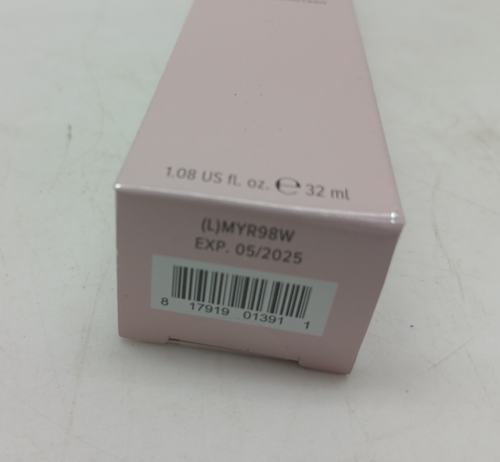 1.08 US fl. oz. ℮ 32 ml
(L)MYR98W
EXP. 05/2025
8 17919 01391 1